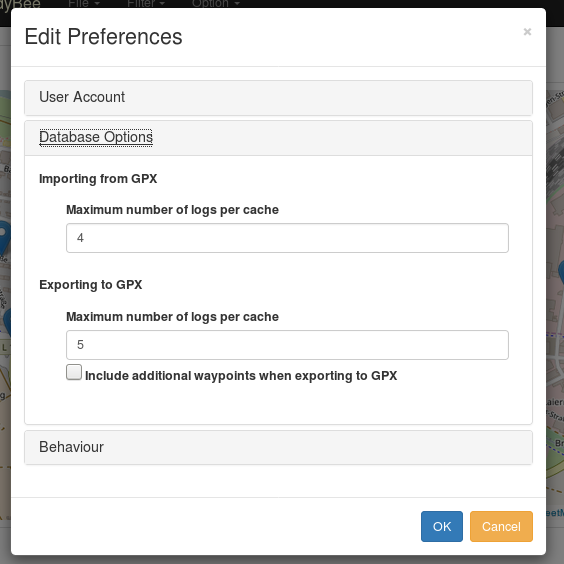 dyBee File Filter Option
Edit Preferences ×
User Account
Database Options
Importing from GPX
Maximum number of logs per cache
4
Exporting to GPX
Maximum number of logs per cache
5
Include additional waypoints when exporting to GPX
Behaviour
OK Cancel